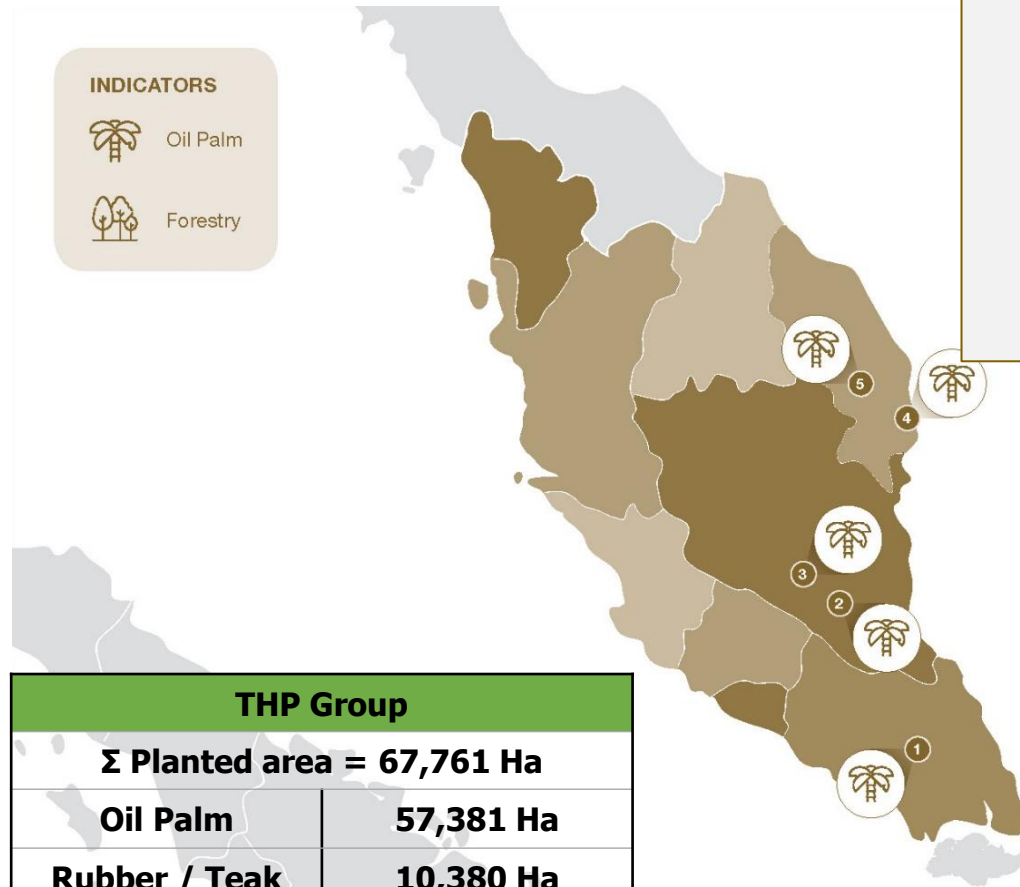 INDICATORS
Oil Palm
Forestry
5
4
3
2
1
THP Group
Σ Planted area = 67,761 Ha
Oil Palm 57,381 Ha
Rubber / Teak 10,380 Ha